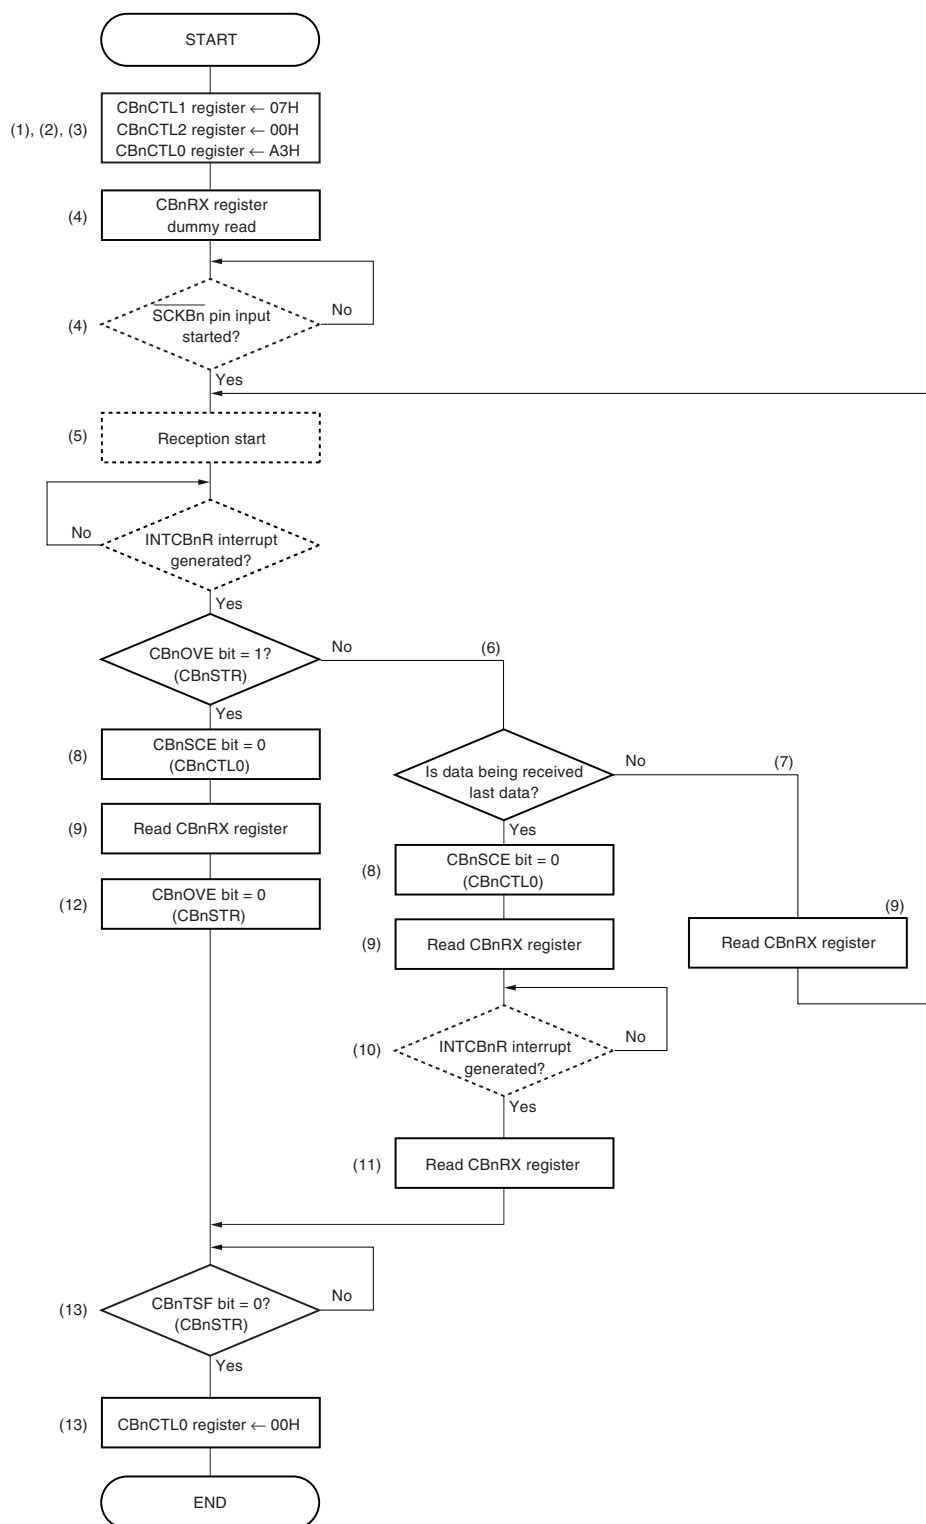 START
(1), (2), (3)
CBnCTL1 register ← 07H
CBnCTL2 register ← 00H
CBnCTL0 register ← A3H
(4)
CBnRX register
dummy read
(4)
SCKBn pin input
started?
No
Yes
(5)
Reception start
No
INTCBnR interrupt
generated?
Yes
CBnOVE bit = 1?
(CBnSTR)
No
(6)
Yes
(8)
CBnSCE bit = 0
(CBnCTL0)
Is data being received
last data?
No
(7)
Yes
(9)
Read CBnRX register
(8)
CBnSCE bit = 0
(CBnCTL0)
(12)
CBnOVE bit = 0
(CBnSTR)
(9)
Read CBnRX register
(9)
Read CBnRX register
(10)
INTCBnR interrupt
generated?
No
Yes
(11)
Read CBnRX register
(13)
CBnTSF bit = 0?
(CBnSTR)
No
Yes
(13)
CBnCTL0 register ← 00H
END